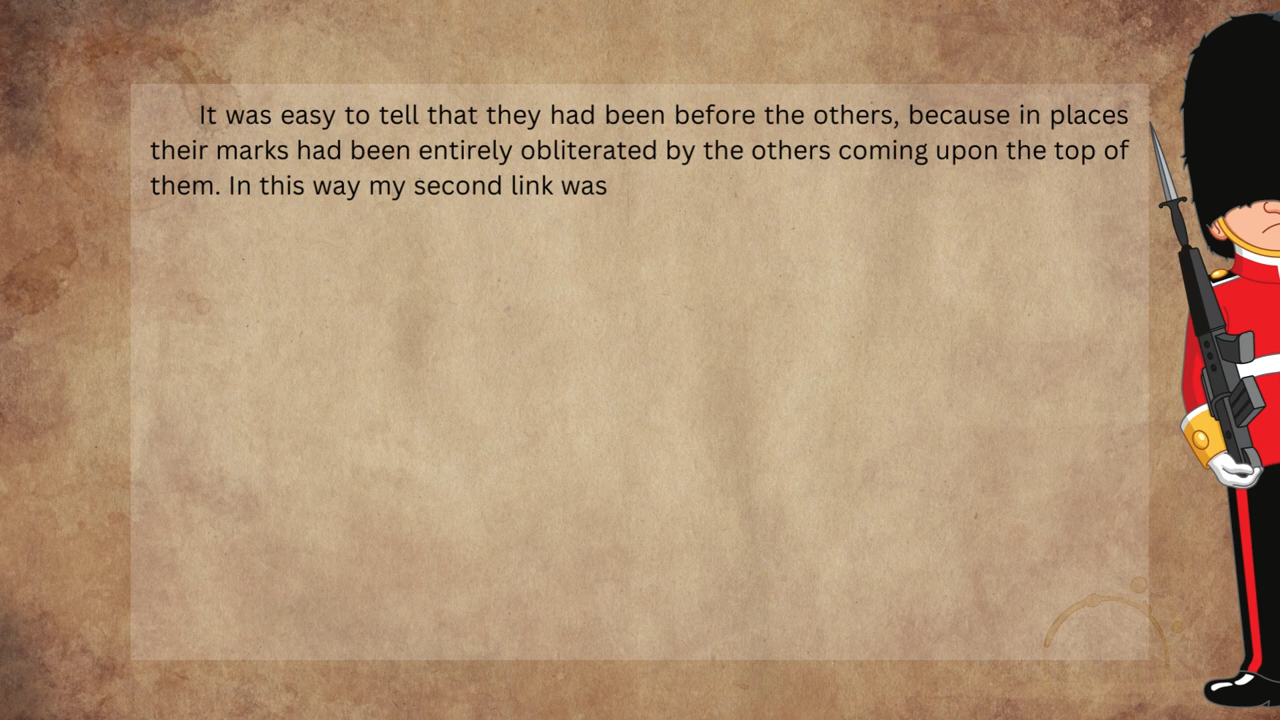 It was easy to tell that they had been before the others, because in places
their marks had been entirely obliterated by the others coming upon the top of
them. In this way my second link was